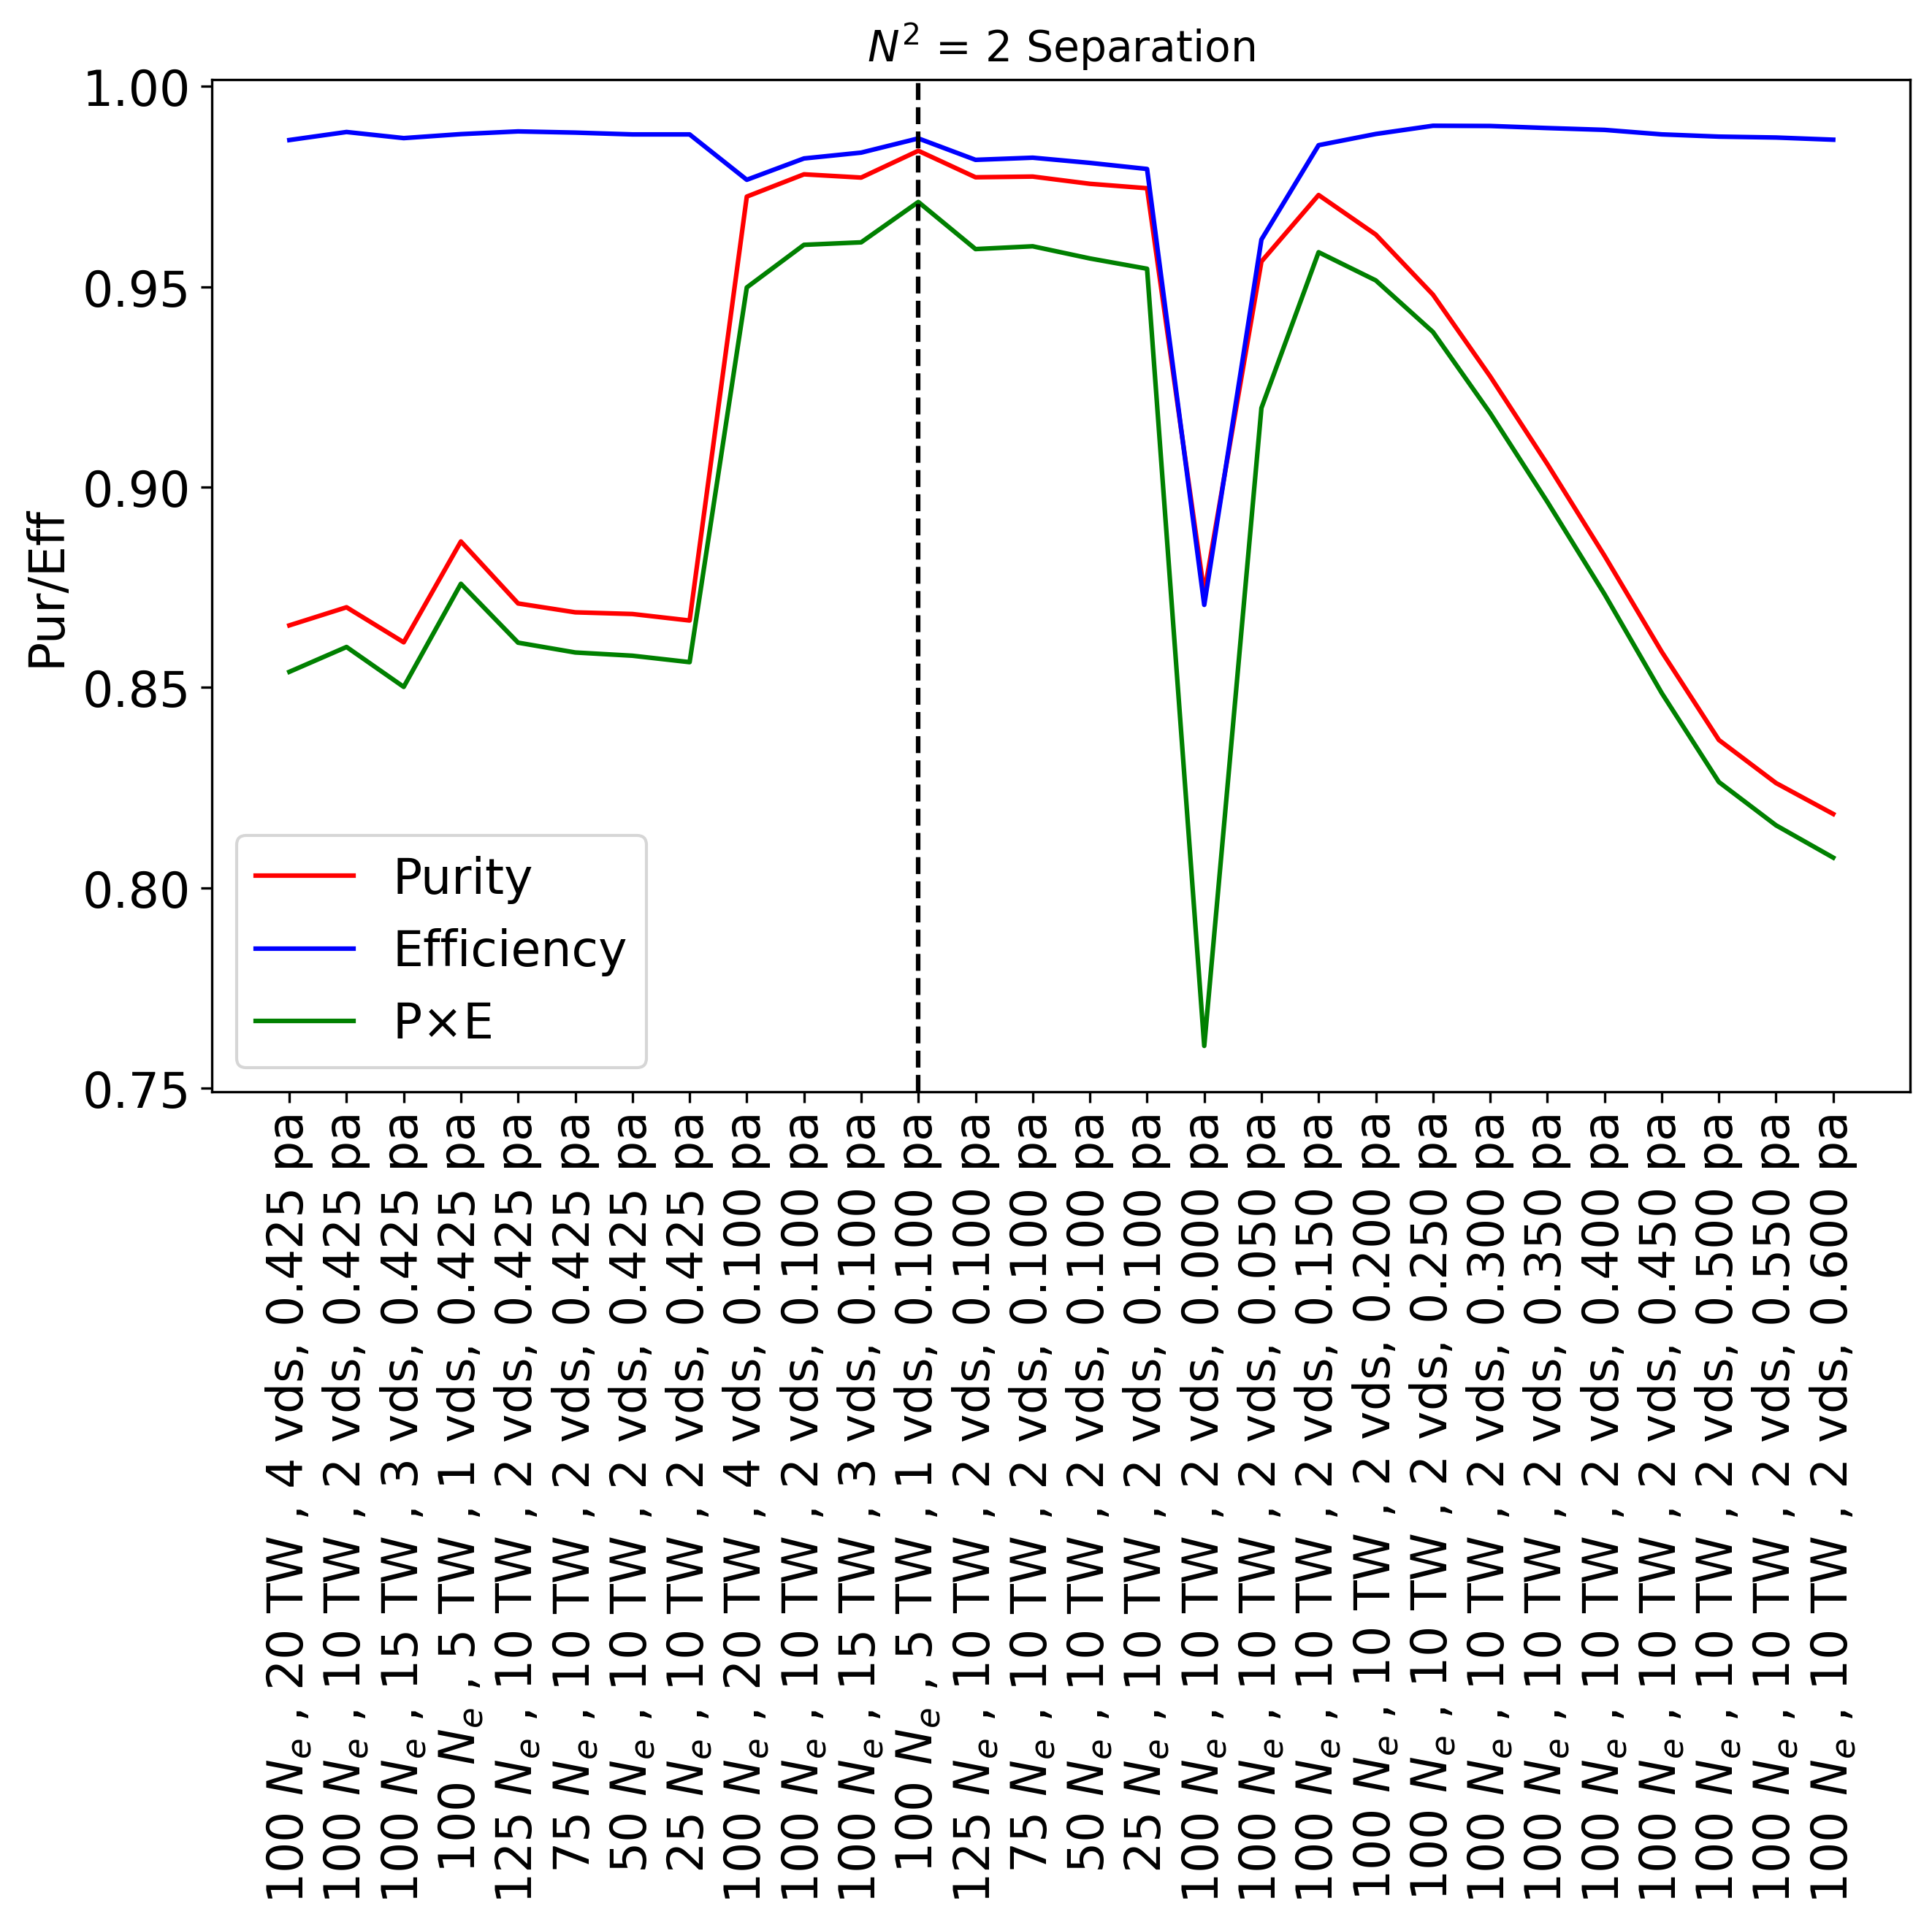 N² = 2 Separation
Pur/Eff
1.00
0.95
0.90
0.85
0.80
0.75
Purity
Efficiency
P×E
100 Nₑ , 20 TW , 4 vds, 0.425 pa
100 Nₑ , 10 TW , 2 vds, 0.425 pa
100 Nₑ , 15 TW , 3 vds, 0.425 pa
100 Nₑ , 5 TW , 1 vds, 0.425 pa
125 Nₑ , 10 TW , 2 vds, 0.425 pa
75 Nₑ , 10 TW , 2 vds, 0.425 pa
50 Nₑ , 10 TW , 2 vds, 0.425 pa
25 Nₑ , 10 TW , 2 vds, 0.425 pa
100 Nₑ , 20 TW , 4 vds, 0.100 pa
100 Nₑ , 10 TW , 2 vds, 0.100 pa
100 Nₑ , 15 TW , 3 vds, 0.100 pa
100 Nₑ , 5 TW , 1 vds, 0.100 pa
125 Nₑ , 10 TW , 2 vds, 0.100 pa
75 Nₑ , 10 TW , 2 vds, 0.100 pa
50 Nₑ , 10 TW , 2 vds, 0.100 pa
25 Nₑ , 10 TW , 2 vds, 0.100 pa
100 Nₑ , 10 TW , 2 vds, 0.000 pa
100 Nₑ , 10 TW , 2 vds, 0.050 pa
100 Nₑ , 10 TW , 2 vds, 0.150 pa
100 Nₑ , 10 TW , 2 vds, 0.200 pa
100 Nₑ , 10 TW , 2 vds, 0.250 pa
100 Nₑ , 10 TW , 2 vds, 0.300 pa
100 Nₑ , 10 TW , 2 vds, 0.350 pa
100 Nₑ , 10 TW , 2 vds, 0.400 pa
100 Nₑ , 10 TW , 2 vds, 0.450 pa
100 Nₑ , 10 TW , 2 vds, 0.500 pa
100 Nₑ , 10 TW , 2 vds, 0.550 pa
100 Nₑ , 10 TW , 2 vds, 0.600 pa